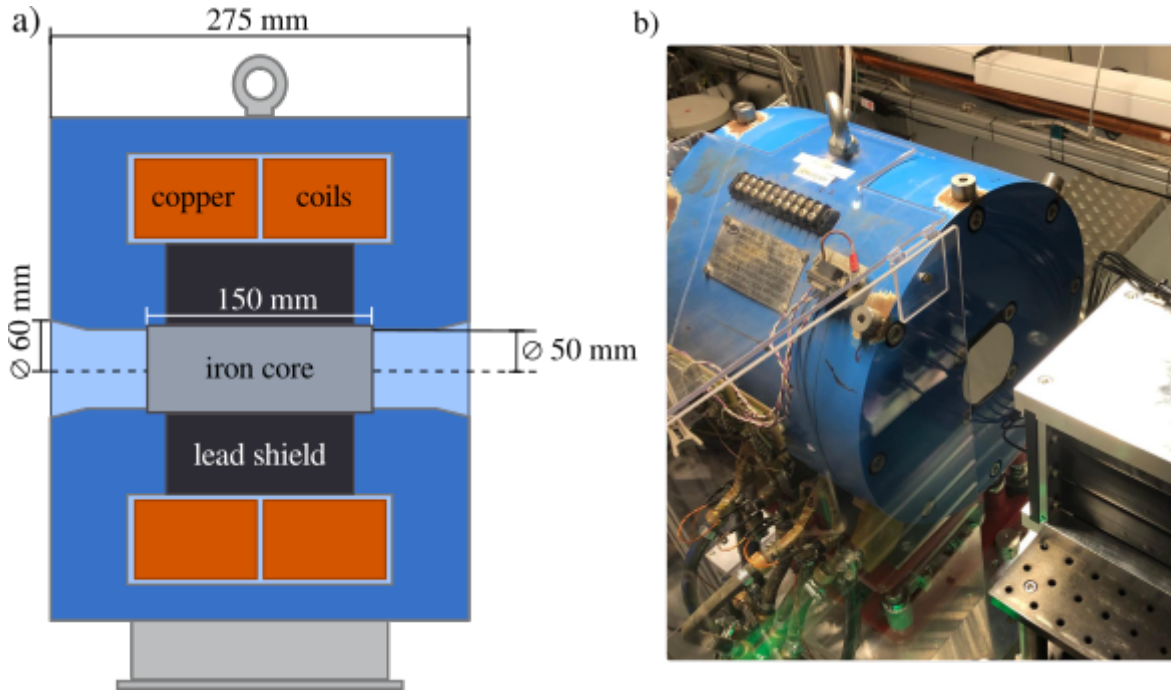 a)
275 mm
b)
copper coils
150 mm
∅ 60 mm
iron core
∅ 50 mm
lead shield